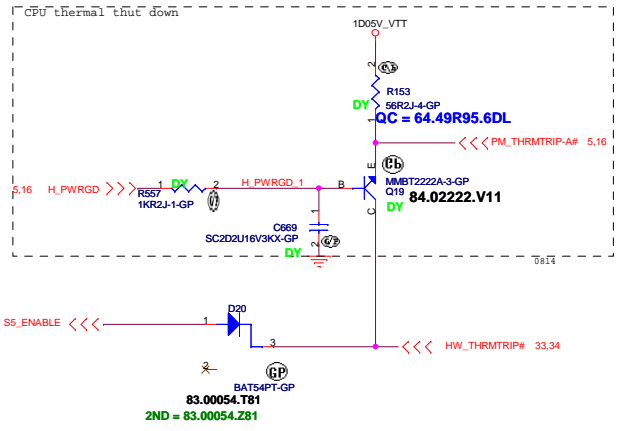 CPU thermal thut down
1D05V_VTT
2
R153
DY
56R2J-4-GP
QC = 64.49R95.6DL
1
PM_THRMTRIP-A# 5,16
E
MMBT2222A-3-GP
5,16 H_PWRGD
1 DY 2
H_PWRGD_1
B
Q19
84.02222.V11
R557
1KR2J-1-GP
DY
C
1
C669
SC2D2U16V3KX-GP
2
DY
0814
D20
S5_ENABLE
1
3
HW_THRMTRIP# 33,34
2
GP
BAT54PT-GP
83.00054.T81
2ND = 83.00054.Z81